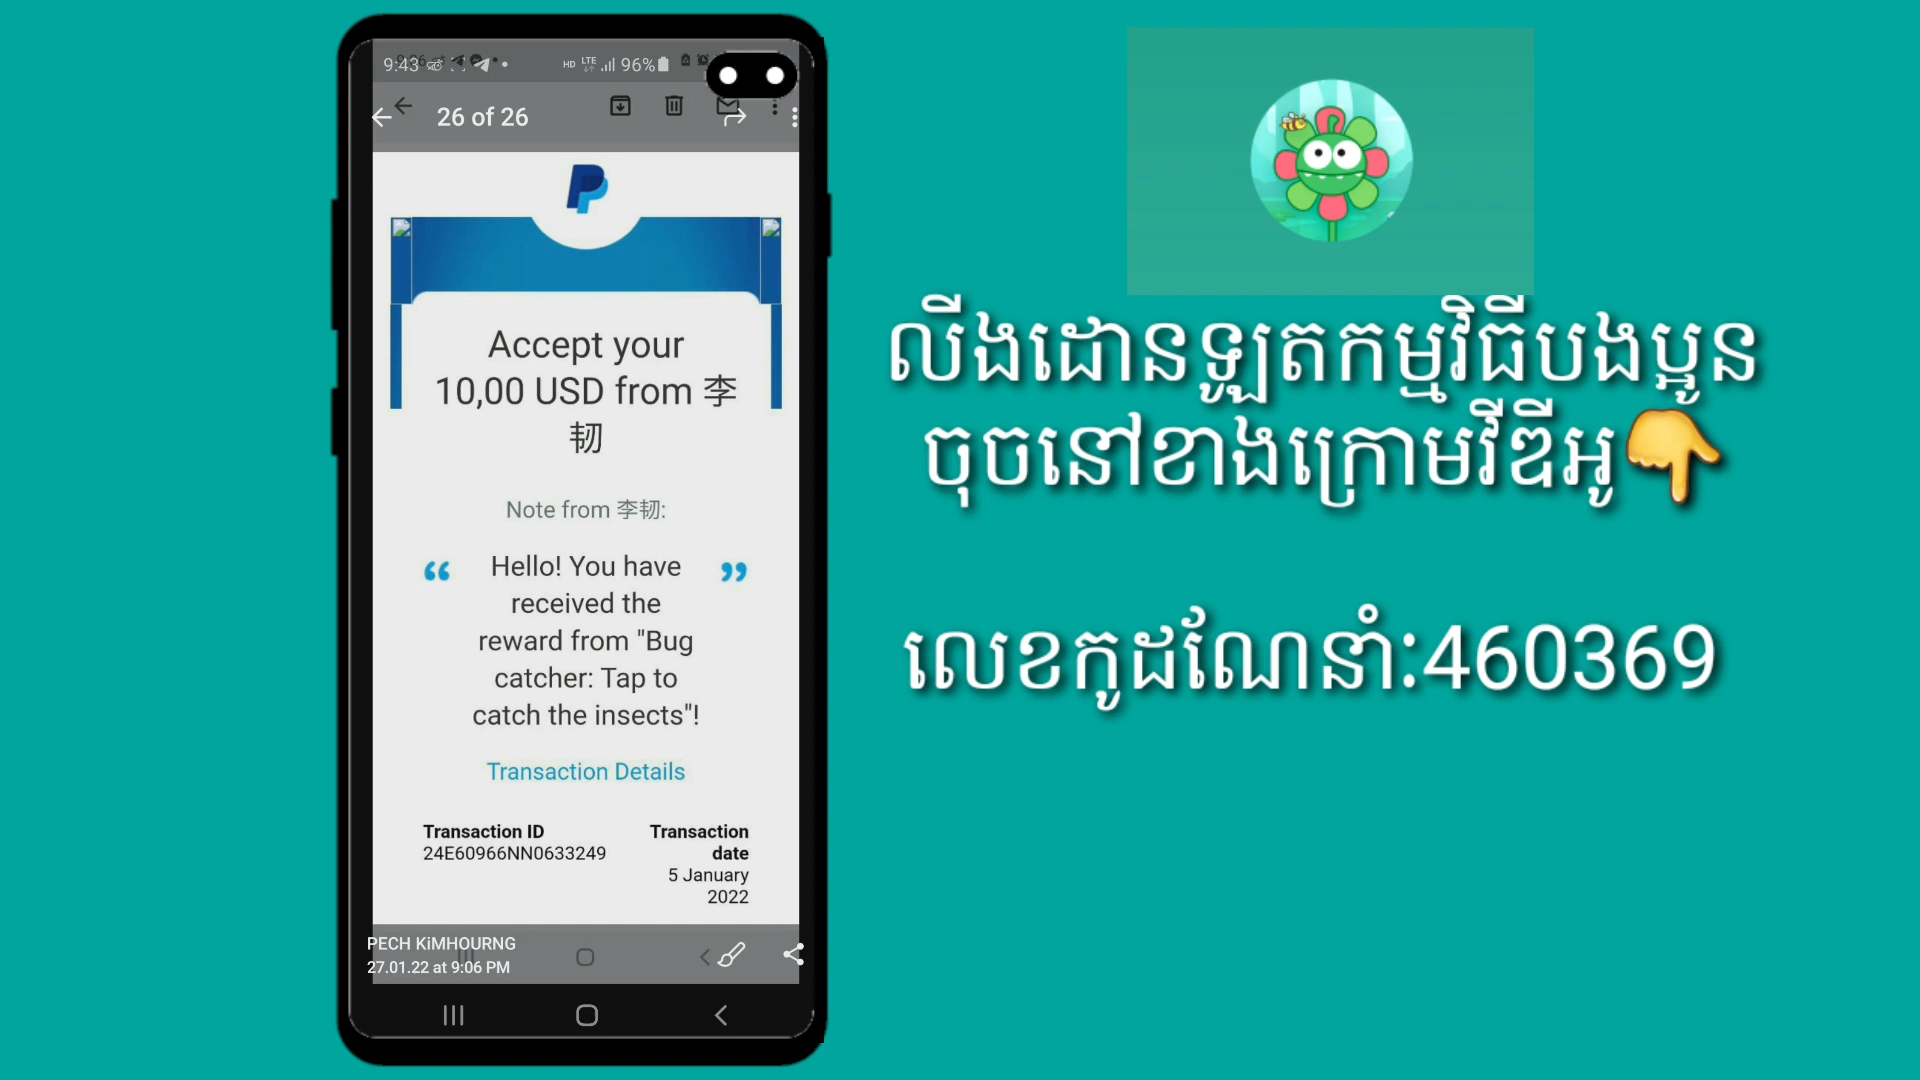 9:43
HD LTE 96%
26 of 26
Accept your
10,00 USD from 李
韧
Note from 李韧:
“ Hello! You have ”
received the
reward from "Bug
catcher: Tap to
catch the insects"!
Transaction Details
Transaction ID
24E60966NN0633249
Transaction
date
5 January
2022
PECH KiMHOURNG
27.01.22 at 9:06 PM
លីងដោនឡូតកម្មវិធីបងប្អូន
ចុចនៅខាងក្រោមវីឌីអូ👇
លេខកូដណែនាំ:460369